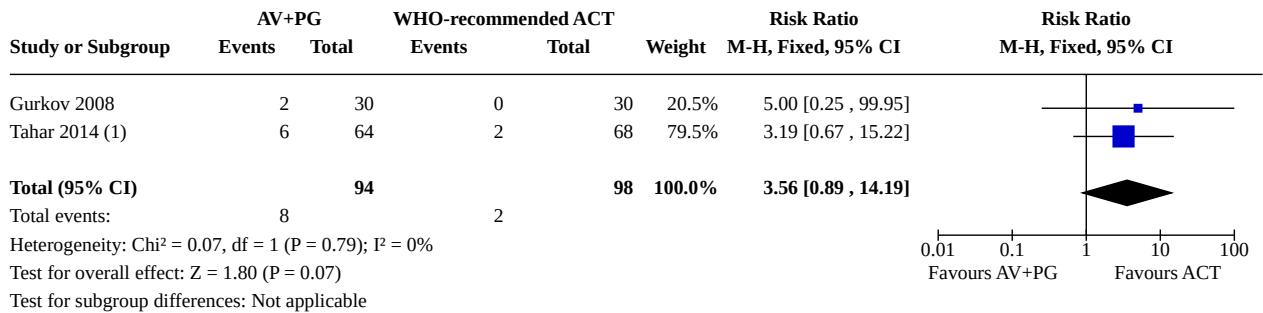 AV+PG WHO-recommended ACT Risk Ratio Risk Ratio
Study or Subgroup Events Total Events Total Weight M-H, Fixed, 95% CI M-H, Fixed, 95% CI
Gurkov 2008 2 30 0 30 20.5% 5.00 [0.25 , 99.95]
Tahar 2014 (1) 6 64 2 68 79.5% 3.19 [0.67 , 15.22]
Total (95% CI) 94 98 100.0% 3.56 [0.89 , 14.19]
Total events: 8 2
Heterogeneity: Chi² = 0.07, df = 1 (P = 0.79); I² = 0%
0.01 0.1 1 10 100
Test for overall effect: Z = 1.80 (P = 0.07)
Favours AV+PG Favours ACT
Test for subgroup differences: Not applicable